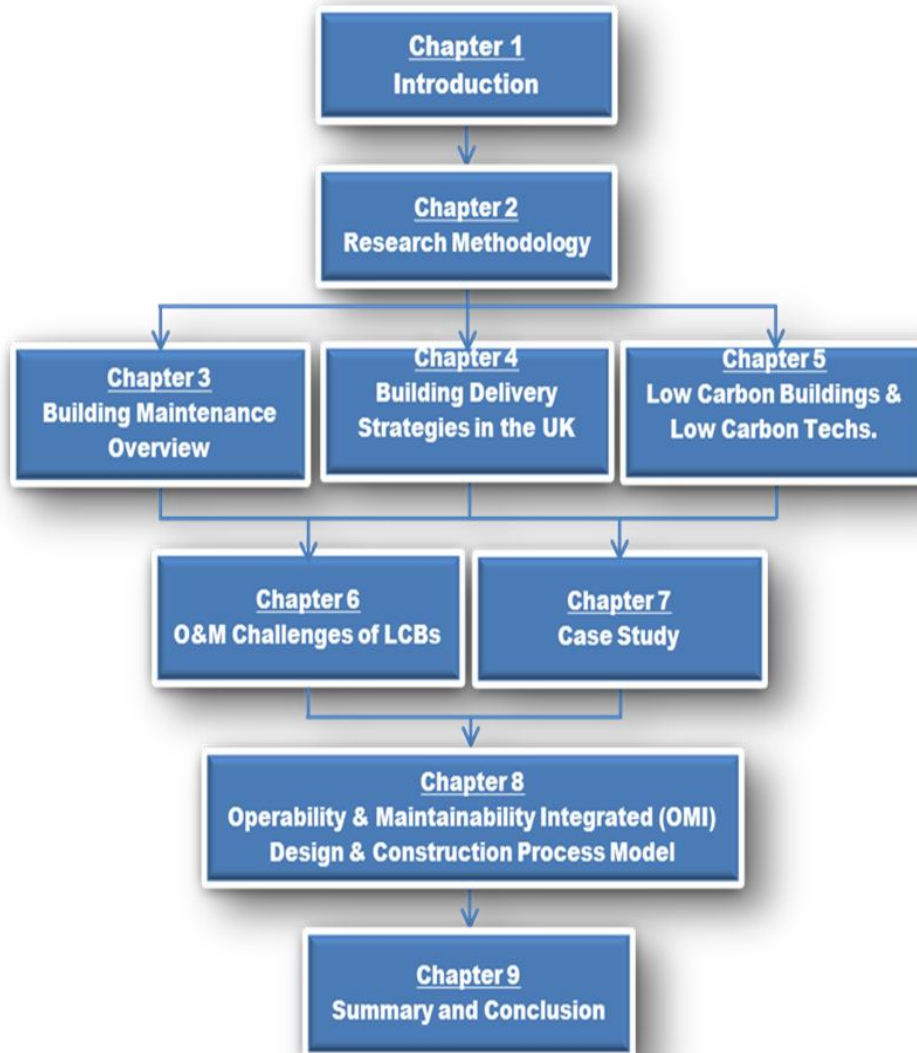 Chapter 1
Introduction
Chapter 2
Research Methodology
Chapter 3
Building Maintenance
Overview
Chapter 4
Building Delivery
Strategies in the UK
Chapter 5
Low Carbon Buildings &
Low Carbon Techs.
Chapter 6
O&M Challenges of LCBs
Chapter 7
Case Study
Chapter 8
Operability & Maintainability Integrated (OMI)
Design & Construction Process Model
Chapter 9
Summary and Conclusion